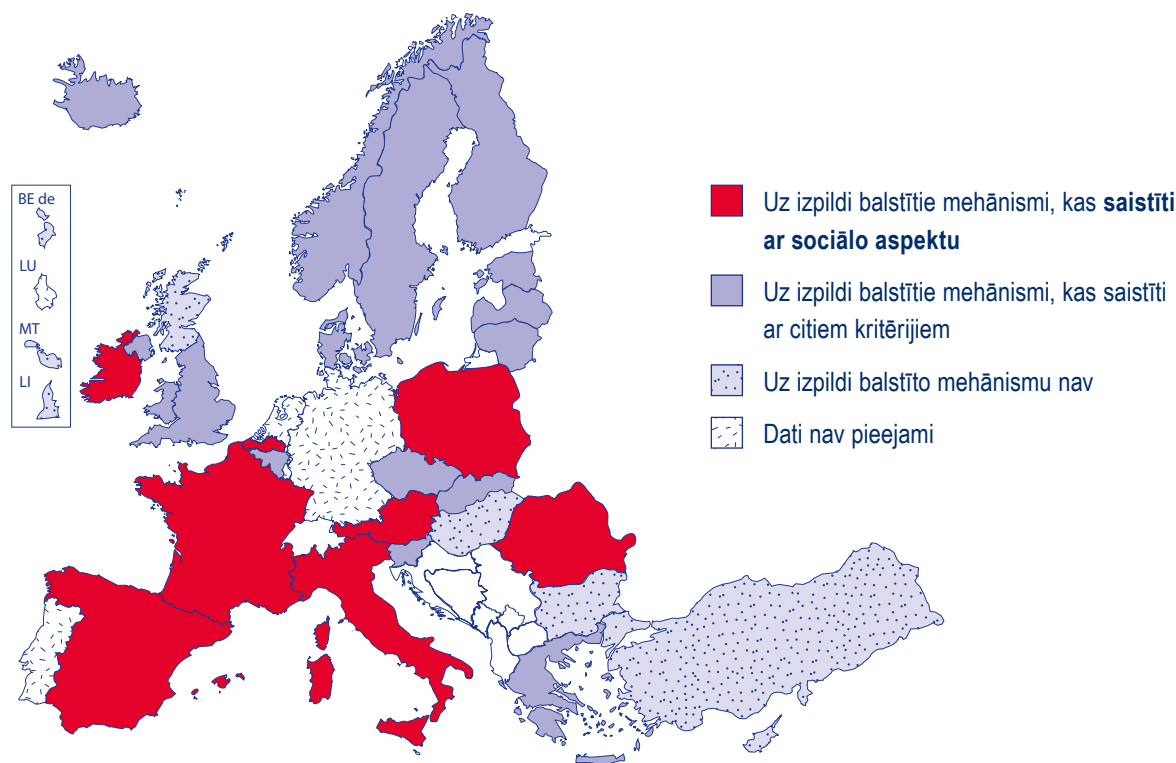 BE de
LU
MT
LI
Uz izpildi balstītie mehānismi, kas saistīti
ar sociālo aspektu
Uz izpildi balstītie mehānismi, kas saistīti
ar citiem kritērijiem
Uz izpildi balstīto mehānismu nav
Dati nav pieejami